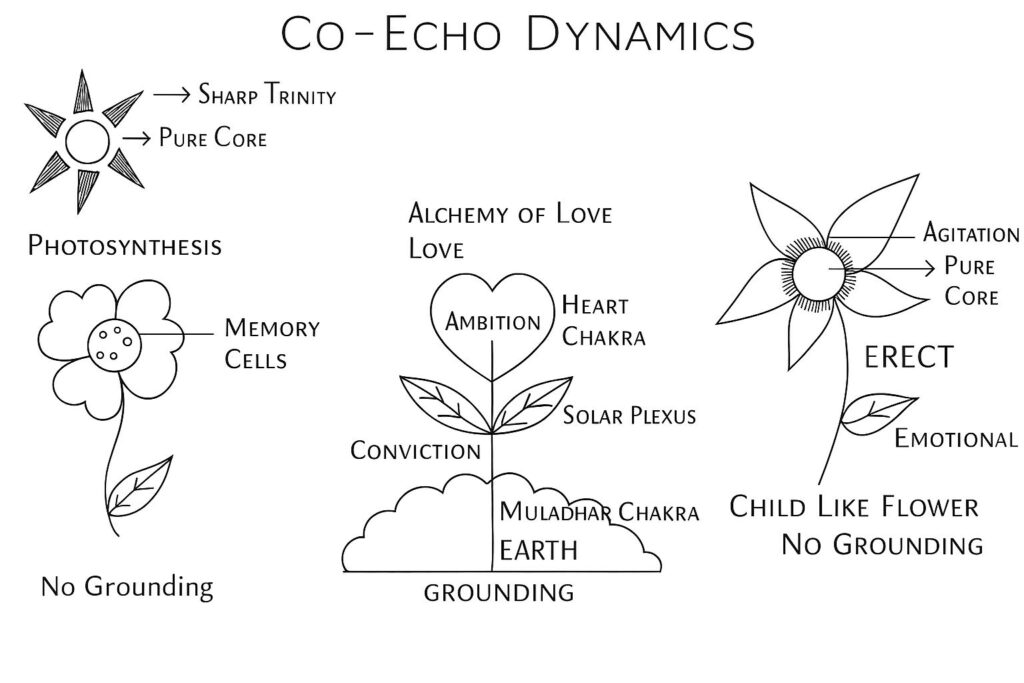 Co-Echo Dynamics
Sharp Trinity
Pure Core
Photosynthesis
Memory
Cells
No Grounding
Alchemy of Love
Love
Ambition
Heart
Chakra
Solar Plexus
Conviction
Muladhar Chakra
EARTH
GROUNDING
Agitation
Pure
Core
ERECT
Emotional
Child Like Flower
No Grounding